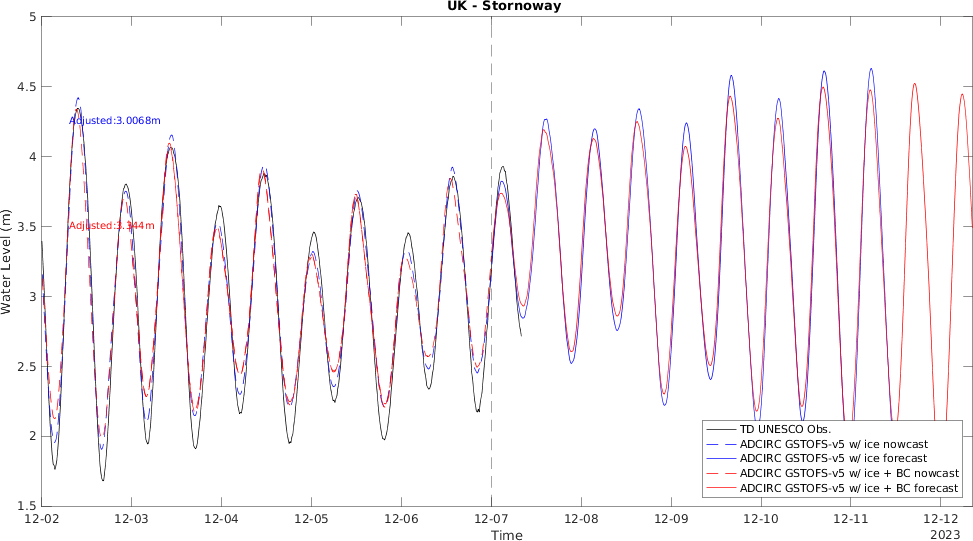 UK - Stornoway
5
4.5
4
3.5
3
2.5
2
1.5
Water Level (m)
Adjusted:3.0068m
Adjusted:3.344m
TD UNESCO Obs.
ADCIRC GSTOFS-v5 w/ ice nowcast
ADCIRC GSTOFS-v5 w/ ice forecast
ADCIRC GSTOFS-v5 w/ ice + BC nowcast
ADCIRC GSTOFS-v5 w/ ice + BC forecast
12-02 12-03 12-04 12-05 12-06 12-07 12-08 12-09 12-10 12-11 12-12
2023
Time